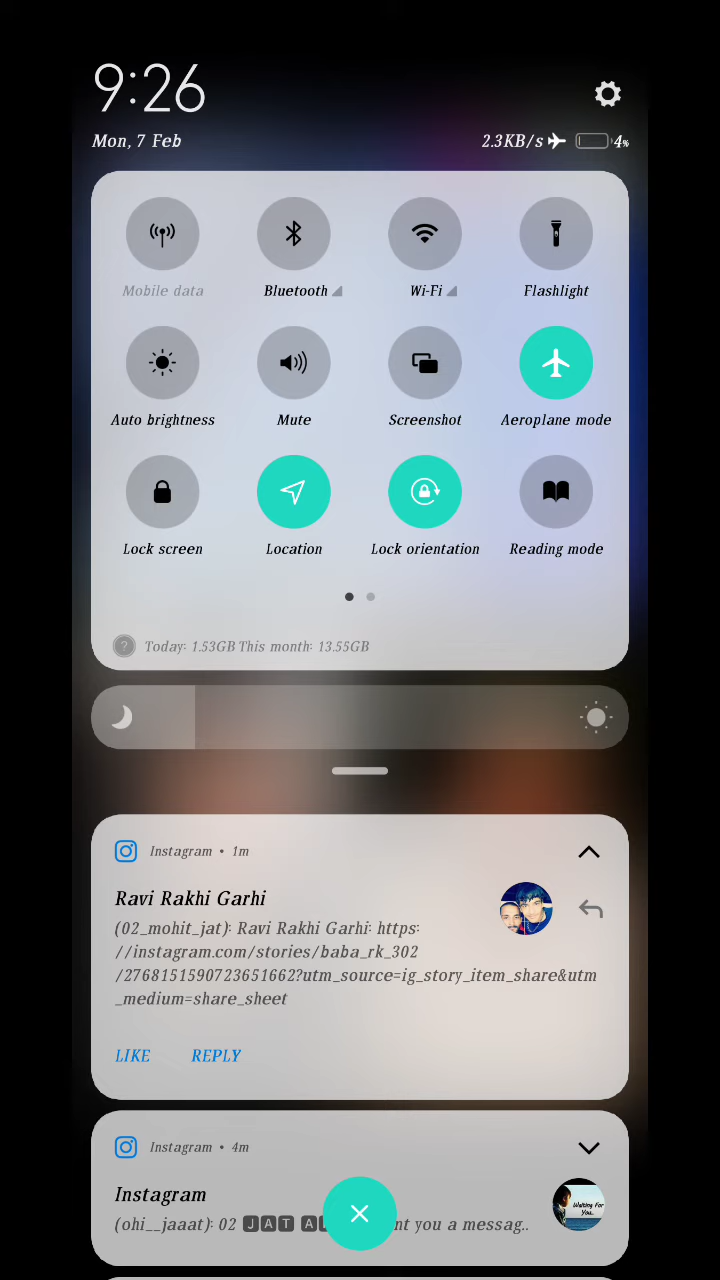 9:26
Mon, 7 Feb
2.3KB/s 4%
Mobile data Bluetooth Wi-Fi Flashlight
Auto brightness Mute Screenshot Aeroplane mode
Lock screen Location Lock orientation Reading mode
? Today: 1.53GB This month: 13.55GB
Instagram • 1m
Ravi Rakhi Garhi
(02_mohit_jat): Ravi Rakhi Garhi: https:
//instagram.com/stories/baba_rk_302
/2768151590723651662?utm_source=ig_story_item_share&utm
_medium=share_sheet
LIKE REPLY
Instagram • 4m
Instagram
Waiting For
You..
(ohi__jaaat): 02 🅹🅰🆃 🅰 you a messag..